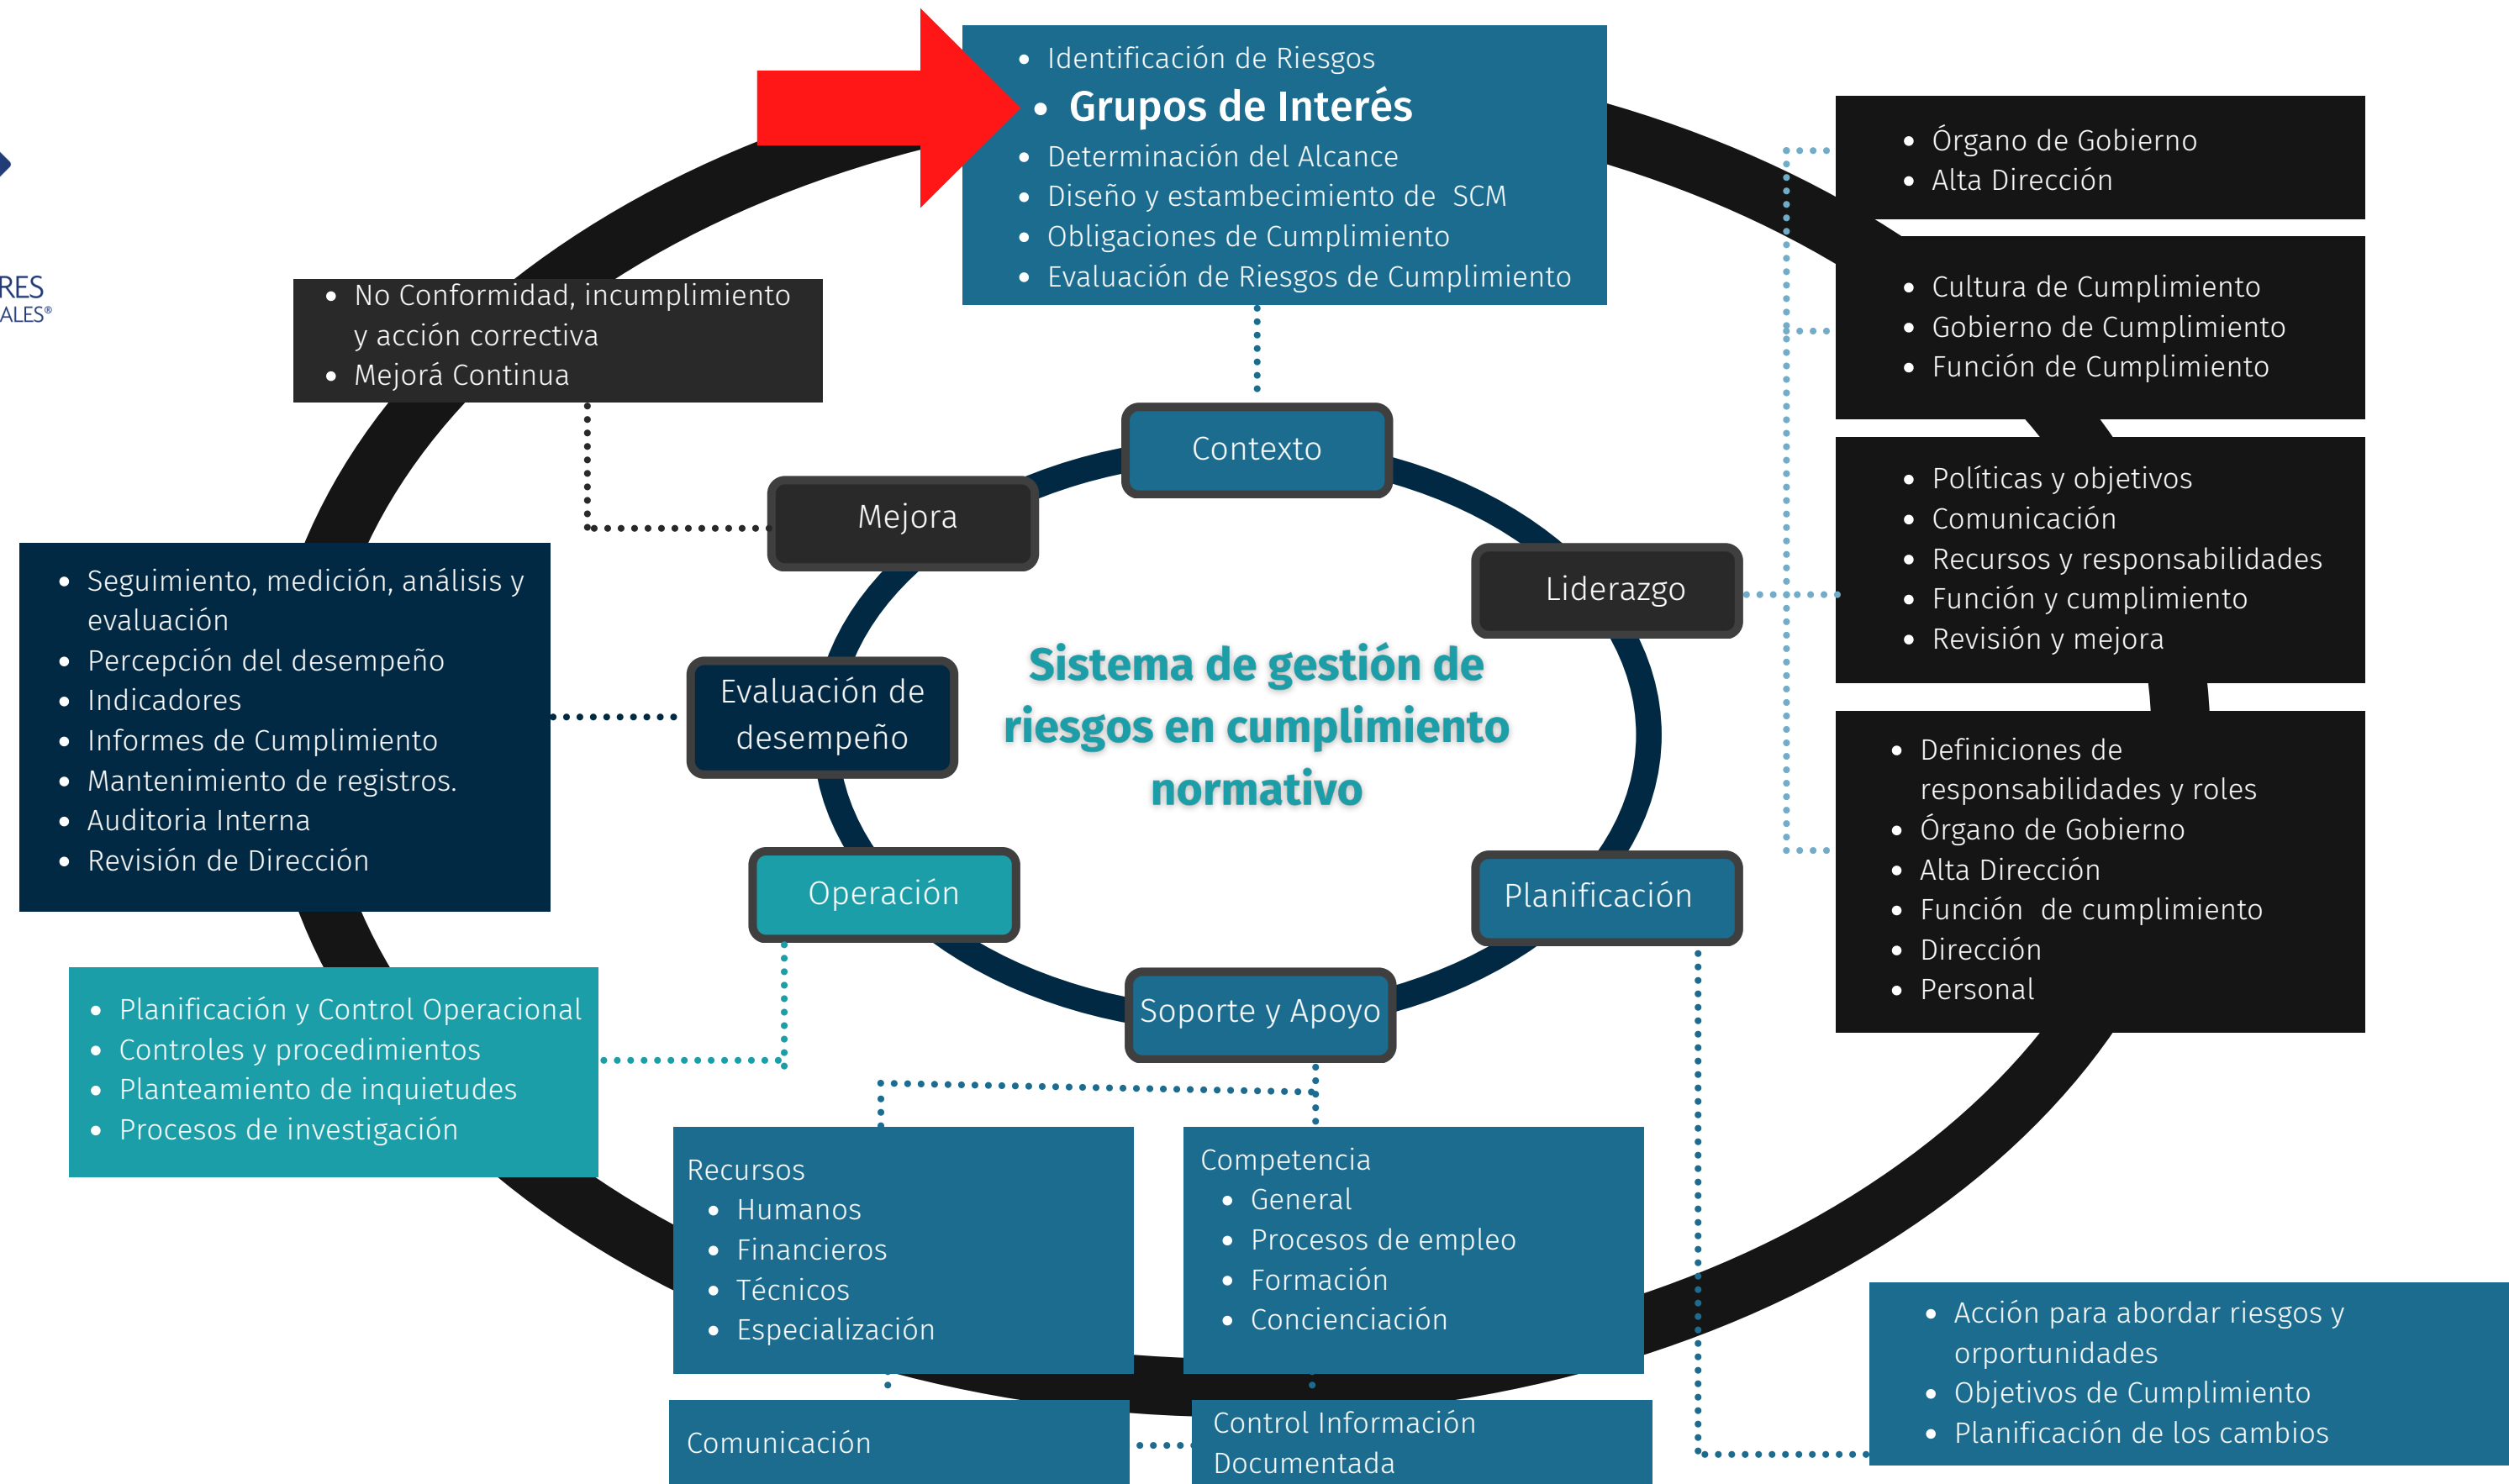 RES
ALES®
• Identificación de Riesgos
• Grupos de Interés
• Determinación del Alcance
• Diseño y estambecimiento de SCM
• Obligaciones de Cumplimiento
• Evaluación de Riesgos de Cumplimiento
• Órgano de Gobierno
• Alta Dirección
• Cultura de Cumplimiento
• Gobierno de Cumplimiento
• Función de Cumplimiento
• Políticas y objetivos
• Comunicación
• Recursos y responsabilidades
• Función y cumplimiento
• Revisión y mejora
• Definiciones de
responsabilidades y roles
• Órgano de Gobierno
• Alta Dirección
• Función de cumplimiento
• Dirección
• Personal
• No Conformidad, incumplimiento
y acción correctiva
• Mejorá Continua
Contexto
Mejora
Liderazgo
• Seguimiento, medición, análisis y
evaluación
• Percepción del desempeño
• Indicadores
• Informes de Cumplimiento
• Mantenimiento de registros.
• Auditoria Interna
• Revisión de Dirección
Evaluación de
desempeño
Sistema de gestión de
riesgos en cumplimiento
normativo
Operación
Planificación
Soporte y Apoyo
• Planificación y Control Operacional
• Controles y procedimientos
• Planteamiento de inquietudes
• Procesos de investigación
Recursos
• Humanos
• Financieros
• Técnicos
• Especialización
Competencia
• General
• Procesos de empleo
• Formación
• Concienciación
Comunicación
Control Información
Documentada
• Acción para abordar riesgos y
orportunidades
• Objetivos de Cumplimiento
• Planificación de los cambios